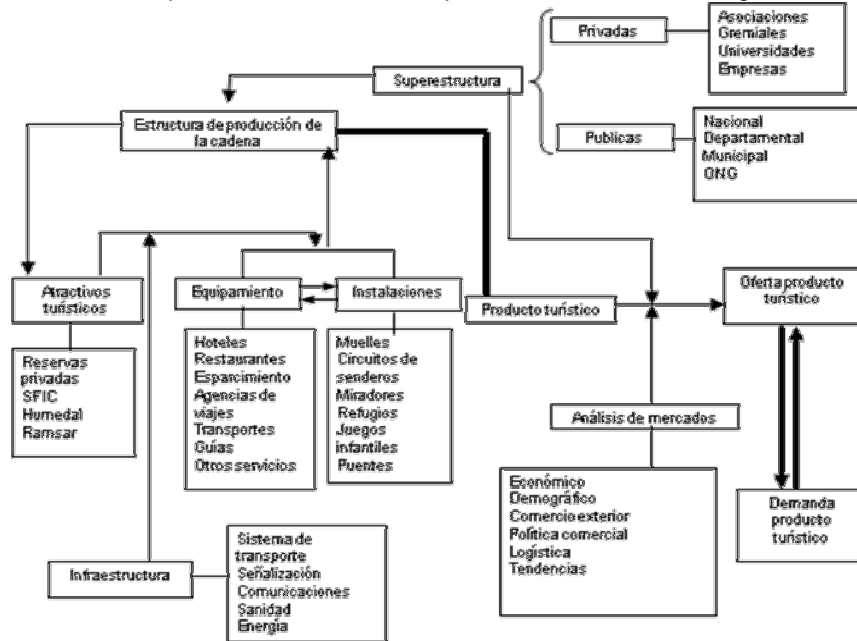 Privadas
Asociaciones
Gremiales
Universidades
Empresas
Superestructura
Estructura de producción de
la cadena
Publicas
Nacional
Departamental
Municipal
ONG
Atractivos
turísticos
Equipamiento
Instalaciones
Producto turístico
Oferta producto
turístico
Reservas
privadas
SFIC
Humedal
Ramsar
Hoteles
Restaurantes
Esparcimiento
Agencias de
viajes
Transportes
Guías
Otros servicios
Muelles
Circuitos de
senderos
Miradores
Refugios
Juegos
infantiles
Puentes
Análisis de mercados
Económico
Demográfico
Comercio exterior
Política comercial
Logística
Tendencias
Demanda
producto
turístico
Infraestructura
Sistema de
transporte
Señalización
Comunicaciones
Sanidad
Energía